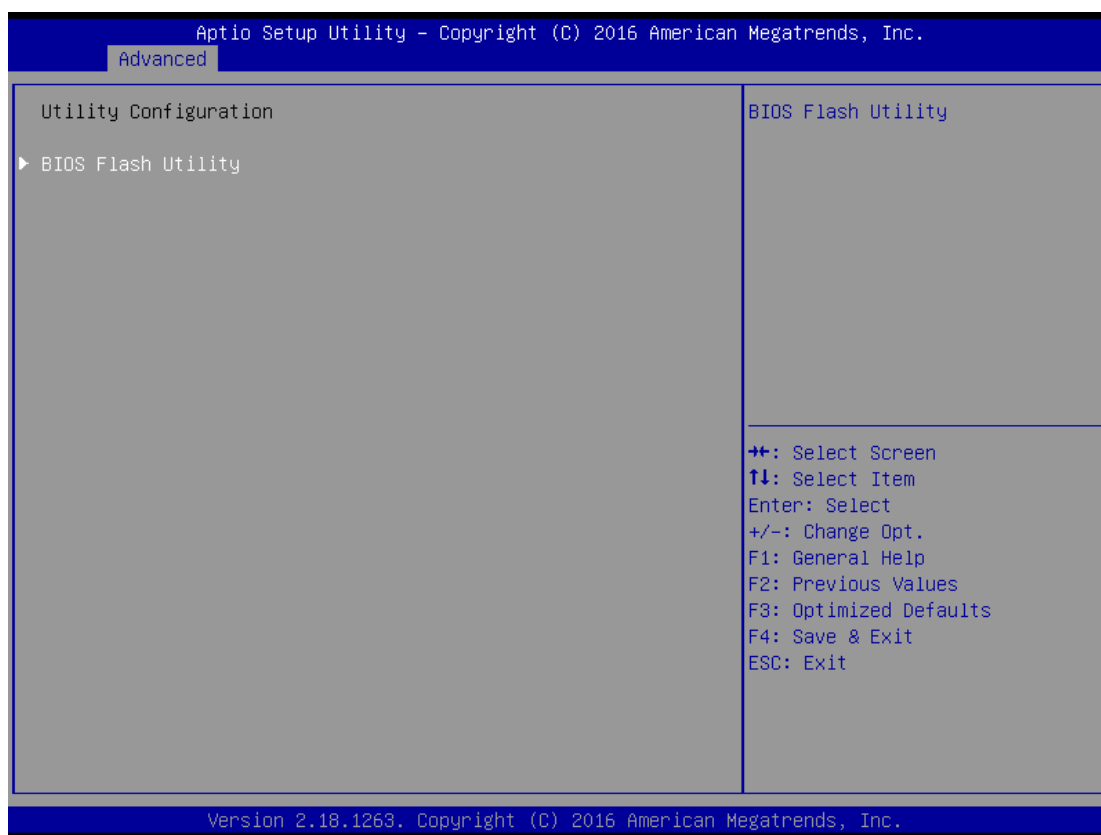 Aptio Setup Utility – Copyright (C) 2016 American Megatrends, Inc.
Advanced
Utility Configuration
▶ BIOS Flash Utility
BIOS Flash Utility
→←: Select Screen
↑↓: Select Item
Enter: Select
+/-: Change Opt.
F1: General Help
F2: Previous Values
F3: Optimized Defaults
F4: Save & Exit
ESC: Exit
Version 2.18.1263. Copyright (C) 2016 American Megatrends, Inc.